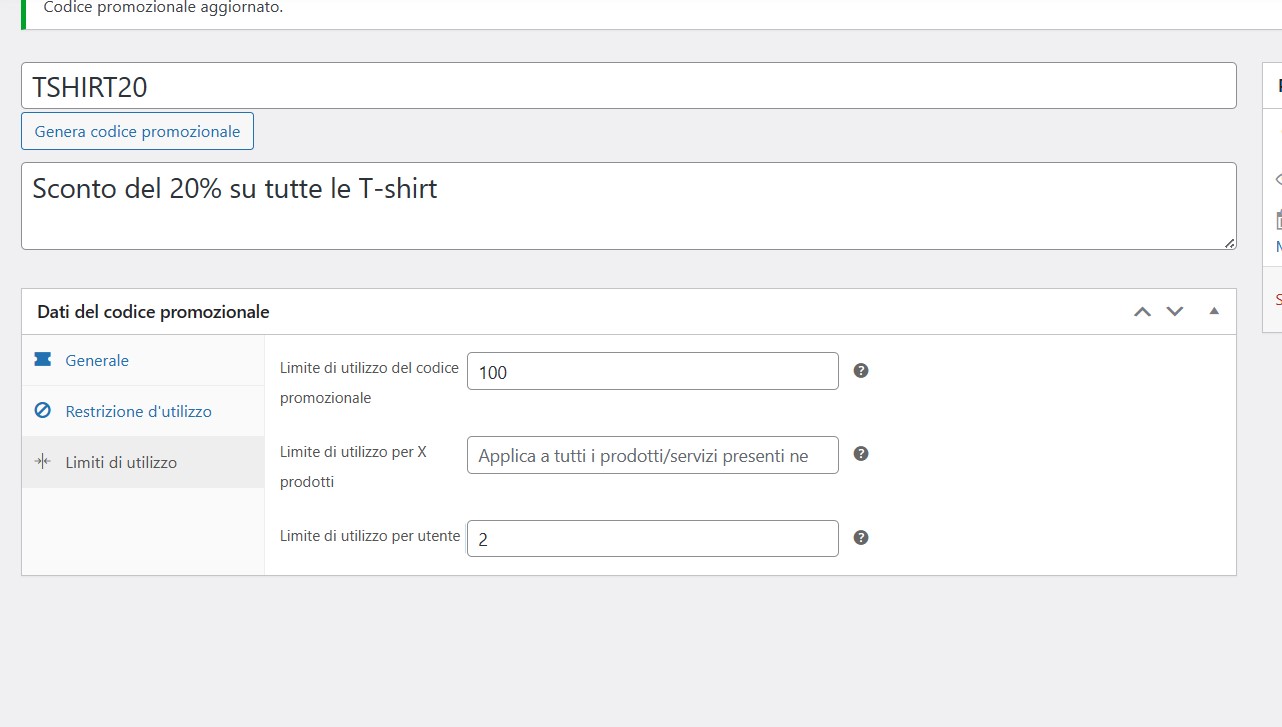 Codice promozionale aggiornato.
TSHIRT20
Genera codice promozionale
Sconto del 20% su tutte le T-shirt
Dati del codice promozionale
Generale
Restrizione d'utilizzo
Limiti di utilizzo
Limite di utilizzo del codice
promozionale
100
Limite di utilizzo per X
prodotti
Applica a tutti i prodotti/servizi presenti ne
Limite di utilizzo per utente
2